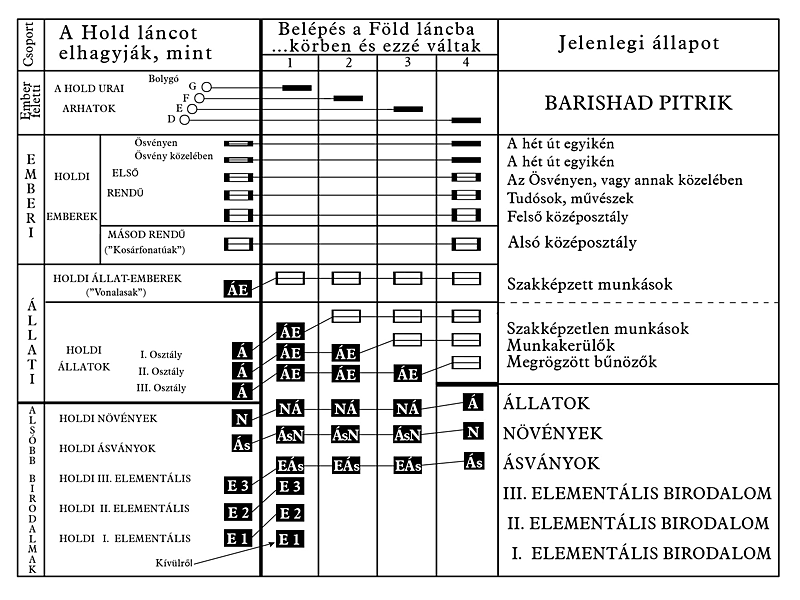 Csoport
A Hold láncot
elhagyják, mint
Belépés a Föld láncba
...körben és ezzé váltak
1 2 3 4
Jelenlegi állapot
Ember
feletti
A HOLD URAI
ARHATOK
Bolygó
G
F
E
D
BARISHAD PITRIK
EMBERI
HOLDI
EMBEREK
ELSŐ
RENDŰ
Ösvényen
Ösvény közelében
MÁSOD RENDŰ
("Kosárfonatúak")
A hét út egyikén
A hét út egyikén
Az Ösvényen, vagy annak közelében
Tudósok, művészek
Felső középosztály
Alsó középosztály
ÁLLATI
HOLDI ÁLLAT-EMBEREK
("Vonalasak")
ÁE
Szakképzett munkások
HOLDI
ÁLLATOK
I. Osztály
II. Osztály
III. Osztály
Á
Á
Á
ÁE
ÁE ÁE
ÁE ÁE ÁE
Szakképzetlen munkások
Munkakerülők
Megrögzött bűnözők
ALSÓBB BIRODALMAK
HOLDI NÖVÉNYEK
N NÁ NÁ NÁ Á
ÁLLATOK
HOLDI ÁSVÁNYOK
Ás ÁsN ÁsN ÁsN N
NÖVÉNYEK
EÁs EÁs EÁs Ás
ÁSVÁNYOK
HOLDI III. ELEMENTÁLIS
E 3 E 3
III. ELEMENTÁLIS BIRODALOM
HOLDI II. ELEMENTÁLIS
E 2 E 2
II. ELEMENTÁLIS BIRODALOM
HOLDI I. ELEMENTÁLIS
E 1 E 1
I. ELEMENTÁLIS BIRODALOM
Kívülről